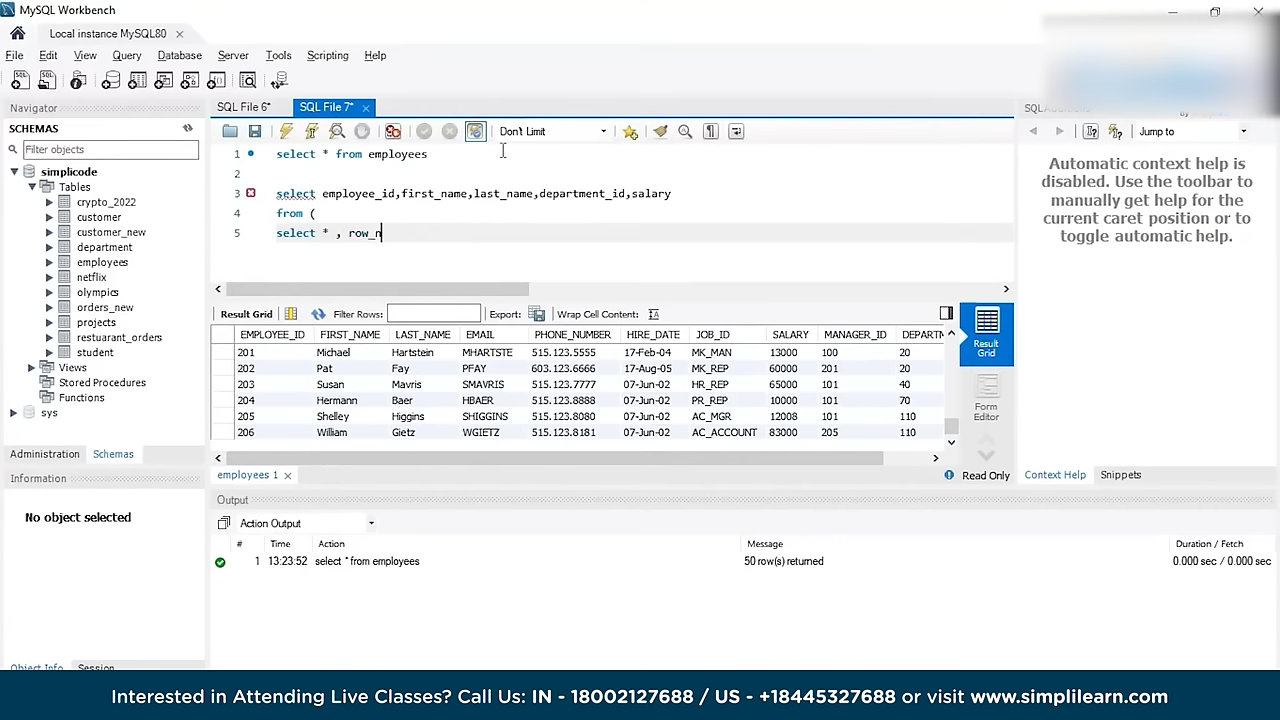 MySQL Workbench
Local instance MySQL80
File Edit View Query Database Server Tools Scripting Help
Navigator
SCHEMAS
Filter objects
simplicode
Tables
crypto_2022
customer
customer_new
department
employees
netflix
olympics
orders_new
projects
restuarant_orders
student
Views
Stored Procedures
Functions
sys
Administration Schemas
Information
No object selected
Object Info Session
SQL File 6* SQL File 7*
Don't Limit
1 select * from employees
2
3 select employee_id,first_name,last_name,department_id,salary
4 from (
5 select * , row_n
Result Grid Filter Rows: Export: Wrap Cell Content:
EMPLOYEE_ID FIRST_NAME LAST_NAME EMAIL PHONE_NUMBER HIRE_DATE JOB_ID SALARY MANAGER_ID DEPARTN
201 Michael Hartstein MHARTSTE 515.123.5555 17-Feb-04 MK_MAN 13000 100 20
202 Pat Fay PFAY 603.123.6666 17-Aug-05 MK_REP 60000 201 20
203 Susan Mavris SMAVRIS 515.123.7777 07-Jun-02 HR_REP 65000 101 40
204 Hermann Baer HBAER 515.123.8888 07-Jun-02 PR_REP 10000 101 70
205 Shelley Higgins SHIGGINS 515.123.8080 07-Jun-02 AC_MGR 12008 101 110
206 William Gietz WGIETZ 515.123.8181 07-Jun-02 AC_ACCOUNT 83000 205 110
Result
Grid
Form
Editor
employees 1
Read Only
Output
Action Output
# Time Action Message Duration / Fetch
1 13:23:52 select * from employees 50 row(s) returned 0.000 sec / 0.000 sec
Jump to
Automatic context help is
disabled. Use the toolbar to
manually get help for the
current caret position or to
toggle automatic help.
Context Help Snippets
Interested in Attending Live Classes? Call Us: IN - 18002127688 / US - +18445327688 or visit www.simplilearn.com